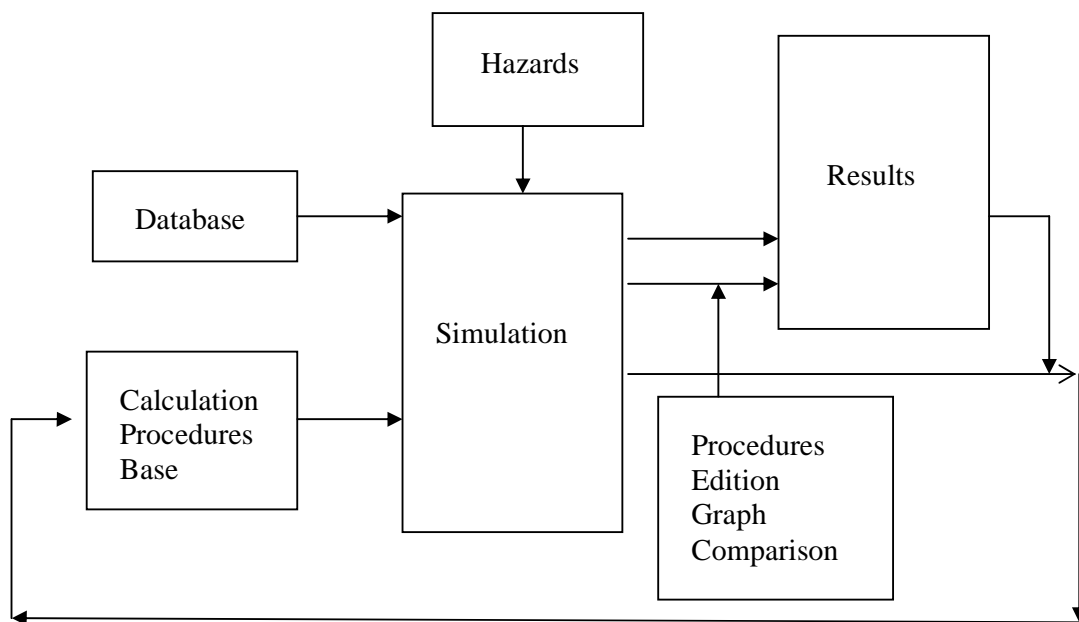 Hazards
Results
Database
Simulation
Calculation
Procedures
Base
Procedures
Edition
Graph
Comparison